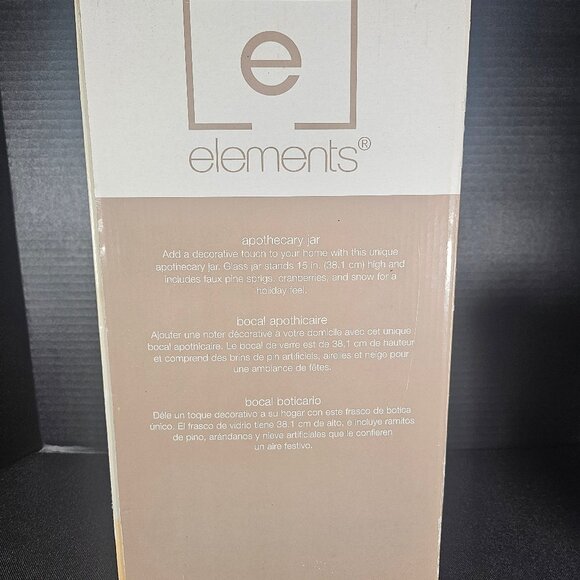 e
elements®
apothecary jar
Add a decorative touch to your home with this unique
apothecary jar. Glass jar stands 15 in. (38.1 cm) high and
includes faux pine sprigs, cranberries, and snow for a
holiday feel.
bocal apothicaire
Ajouter une noter décorative à votre domicile avec cet unique
bocal apothicaire. Le bocal de verre est de 38.1 cm de hauteur
et comprend des brins de pin artificiels, airelles et neige pour
une ambiance de fêtes.
bocal boticario
Déle un toque decorativo a su hogar con este frasco de botica
único. El frasco de vidrio tiene 38.1 cm de alto, e incluye ramitos
de pino, arándanos y nieve artificiales que le confieren
un aire festivo.